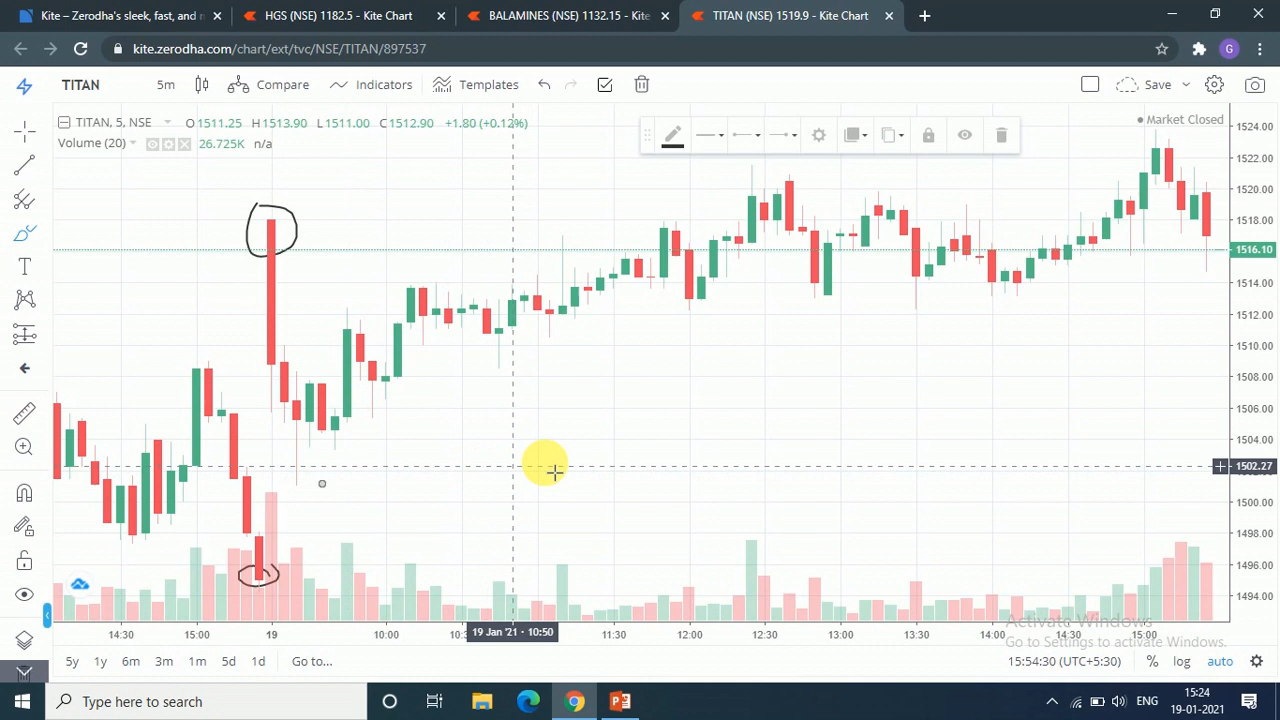 Kite – Zerodha's sleek, fast, and n
HGS (NSE) 1182.5 - Kite Chart
BALAMINES (NSE) 1132.15 - Kite
TITAN (NSE) 1519.9 - Kite Chart
kite.zerodha.com/chart/ext/tvc/NSE/TITAN/897537
G
TITAN 5m Compare Indicators Templates Save
TITAN, 5, NSE O1511.25 H1513.90 L1511.00 C1512.90 +1.80 (+0.12%)
Volume (20) 26.725K n/a
Market Closed
1524.00
1522.00
1520.00
1518.00
1516.10
1514.00
1512.00
1510.00
1508.00
1506.00
1504.00
1502.27
1500.00
1498.00
1496.00
1494.00
14:30 15:00 19 10:00 19 Jan '21 · 10:50 11:30 12:00 12:30 13:00 13:30 14:00 14:30 15:00
Activate Windows
Go to Settings to activate Windows.
5y 1y 6m 3m 1m 5d 1d Go to... 15:54:30 (UTC+5:30) % log auto
Type here to search
ENG
15:24
19-01-2021